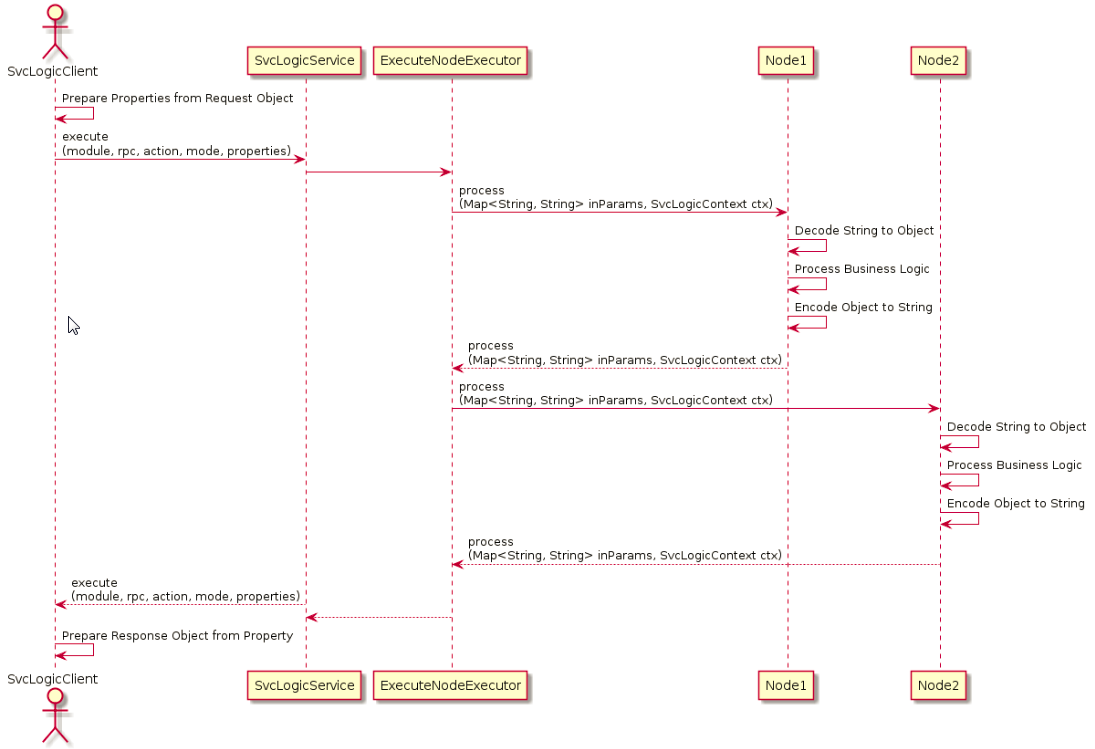 SvcLogicClient
SvcLogicService
ExecuteNodeExecutor
Node1
Node2
Prepare Properties from Request Object
execute
(module, rpc, action, mode, properties)
process
(Map<String, String> inParams, SvcLogicContext ctx)
Decode String to Object
Process Business Logic
Encode Object to String
process
(Map<String, String> inParams, SvcLogicContext ctx)
process
(Map<String, String> inParams, SvcLogicContext ctx)
Decode String to Object
Process Business Logic
Encode Object to String
process
(Map<String, String> inParams, SvcLogicContext ctx)
execute
(module, rpc, action, mode, properties)
Prepare Response Object from Property
SvcLogicClient
SvcLogicService
ExecuteNodeExecutor
Node1
Node2